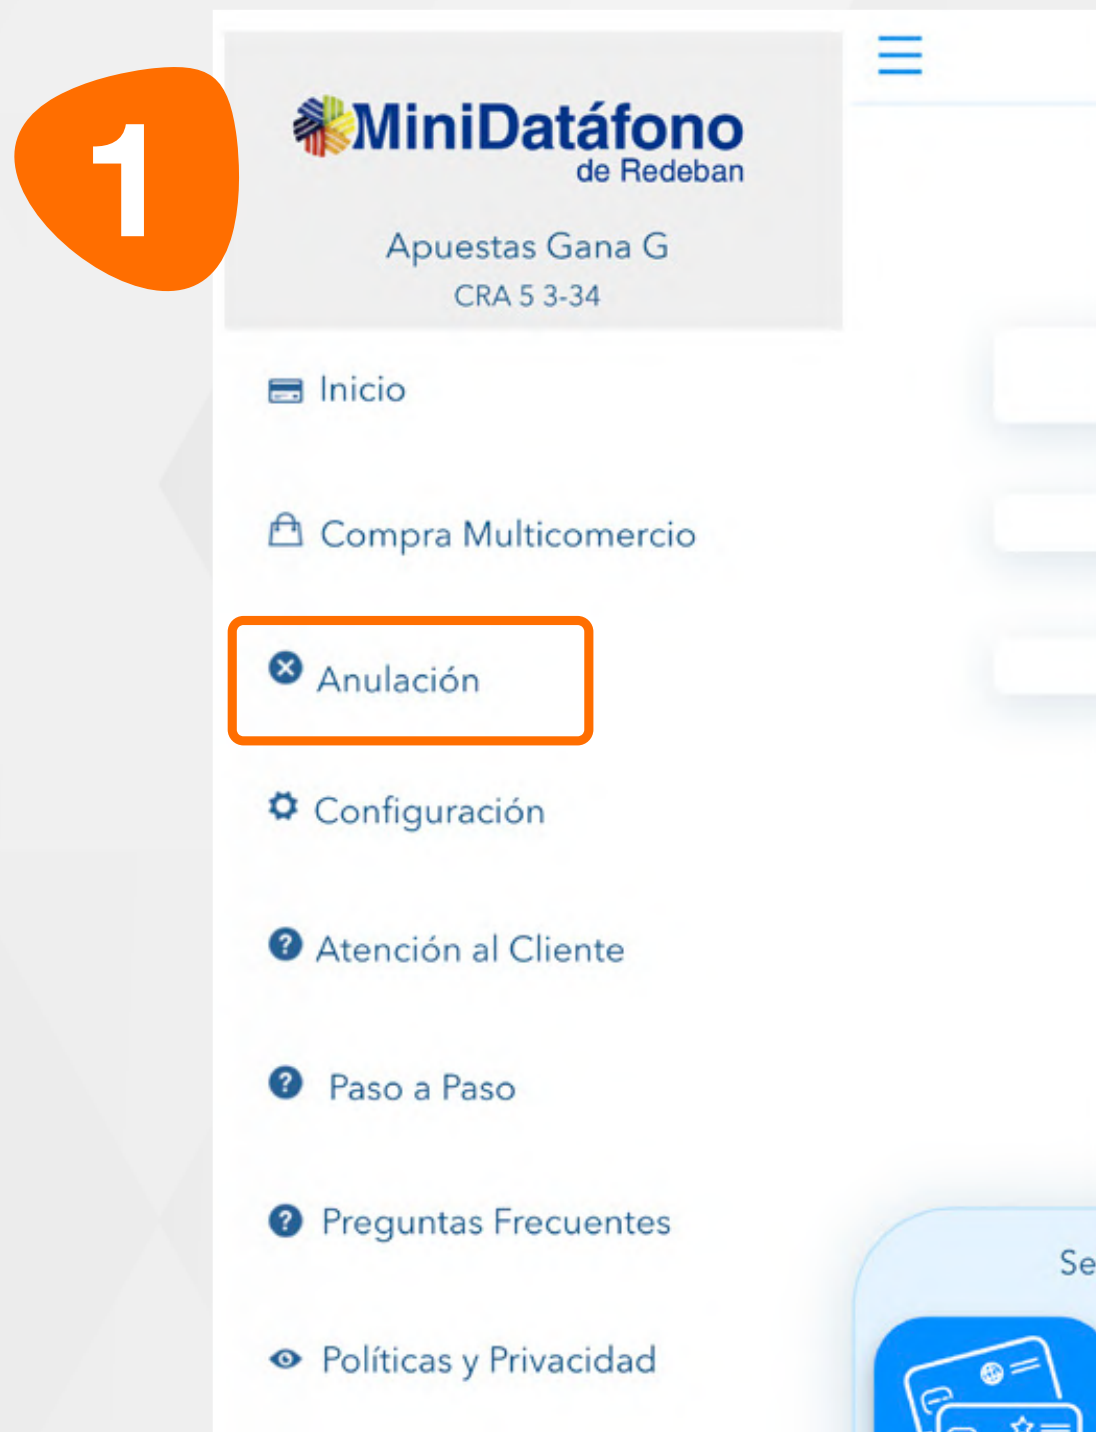 1
MiniDatáfono
de Redeban
Apuestas Gana G
CRA 5 3-34
Inicio
Compra Multicomercio
Anulación
Configuración
Atención al Cliente
Paso a Paso
Preguntas Frecuentes
Se
Políticas y Privacidad